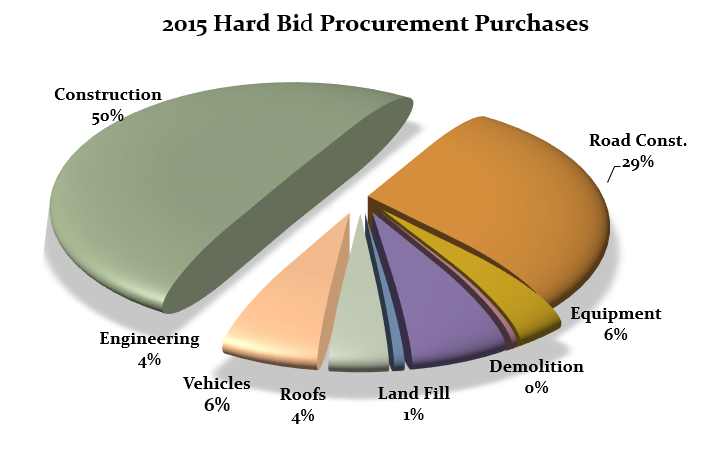 2015 Hard Bid Procurement Purchases
Construction
50%
Road Const.
29%
Equipment
6%
Demolition
0%
Land Fill
1%
Roofs
4%
Vehicles
6%
Engineering
4%